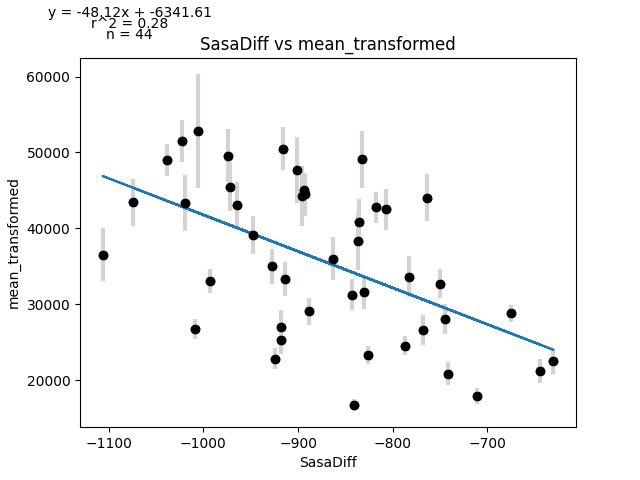 y = -48.12x + -6341.61
r^2 = 0.28
n = 44
SasaDiff vs mean_transformed
60000
50000
40000
30000
20000
mean_transformed
−1100 −1000 −900 −800 −700
SasaDiff